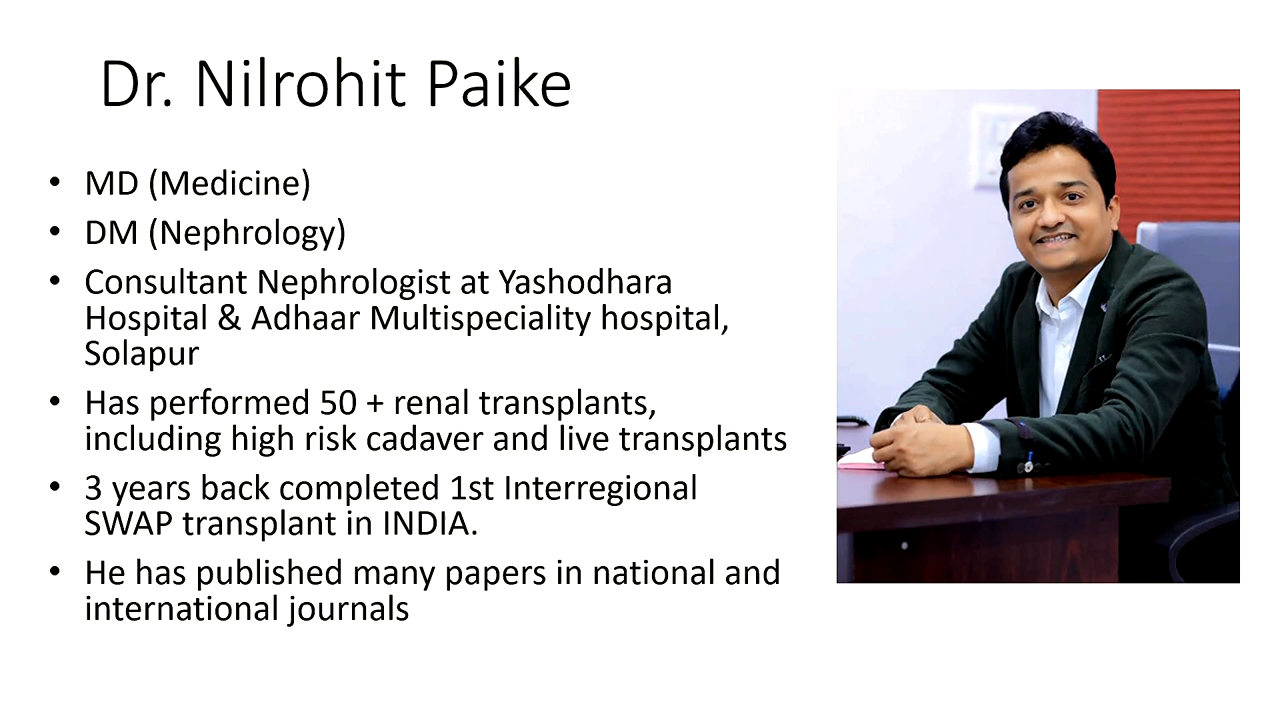 Dr. Nilrohit Paike
• MD (Medicine)
• DM (Nephrology)
• Consultant Nephrologist at Yashodhara
Hospital & Adhaar Multispeciality hospital,
Solapur
• Has performed 50 + renal transplants,
including high risk cadaver and live transplants
• 3 years back completed 1st Interregional
SWAP transplant in INDIA.
• He has published many papers in national and
international journals